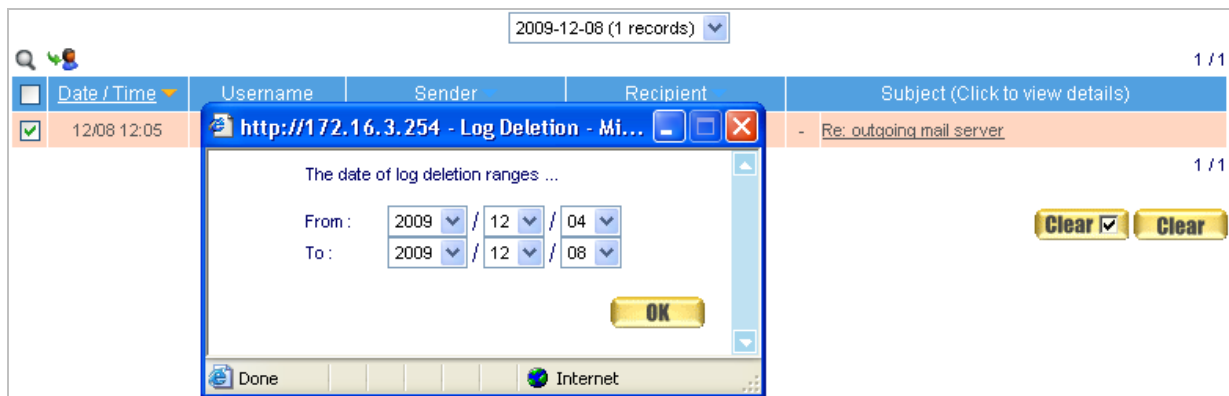 2009-12-08 (1 records)
1 / 1
Date / Time Username Sender Recipient Subject (Click to view details)
12/08 12:05 - Re: outgoing mail server
http://172.16.3.254 - Log Deletion - Mi...
The date of log deletion ranges ...
From : 2009 / 12 / 04
To : 2009 / 12 / 08
OK
Done Internet
1 / 1
Clear Clear